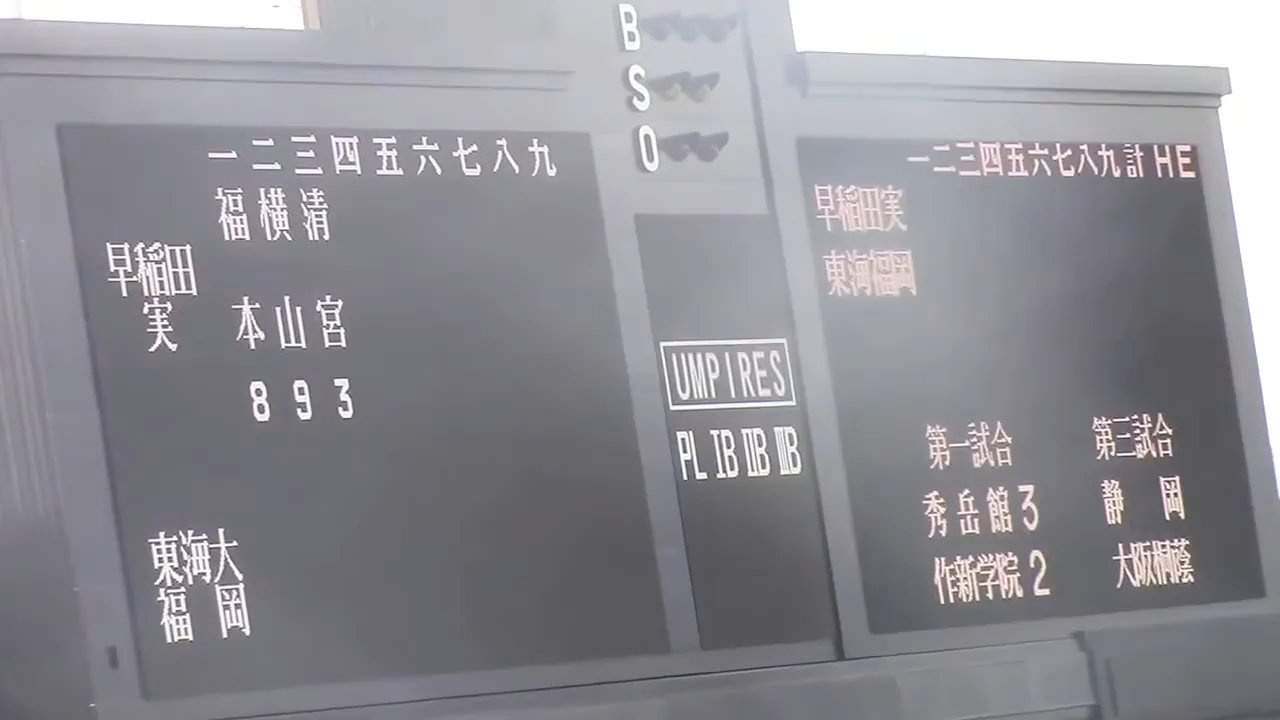 B
S
O
一二三四五六七八九
福横清
早稲田
実 本山宮
8 9 3
東海大
福岡
UMPIRES
PL IB IIB IIIB
一二三四五六七八九計HE
早稲田実
東海福岡
第一試合 第三試合
秀岳館3 静岡
作新学院2 大阪桐蔭